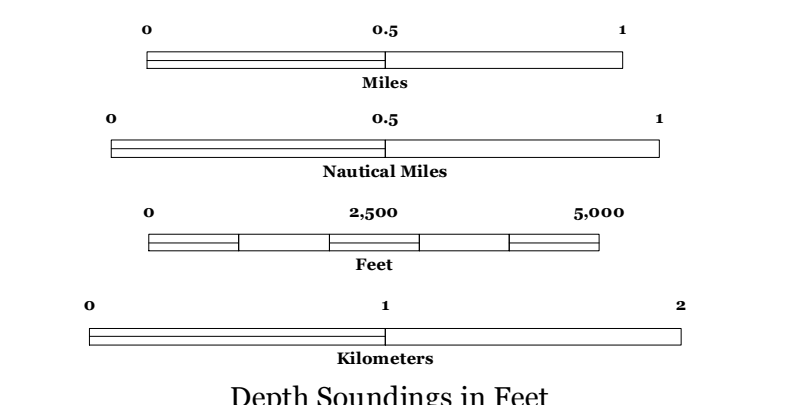 0 0.5 1
Miles
0 0.5 1
Nautical Miles
0 2,500 5,000
Feet
0 1 2
Kilometers
Depth Soundings in Feet